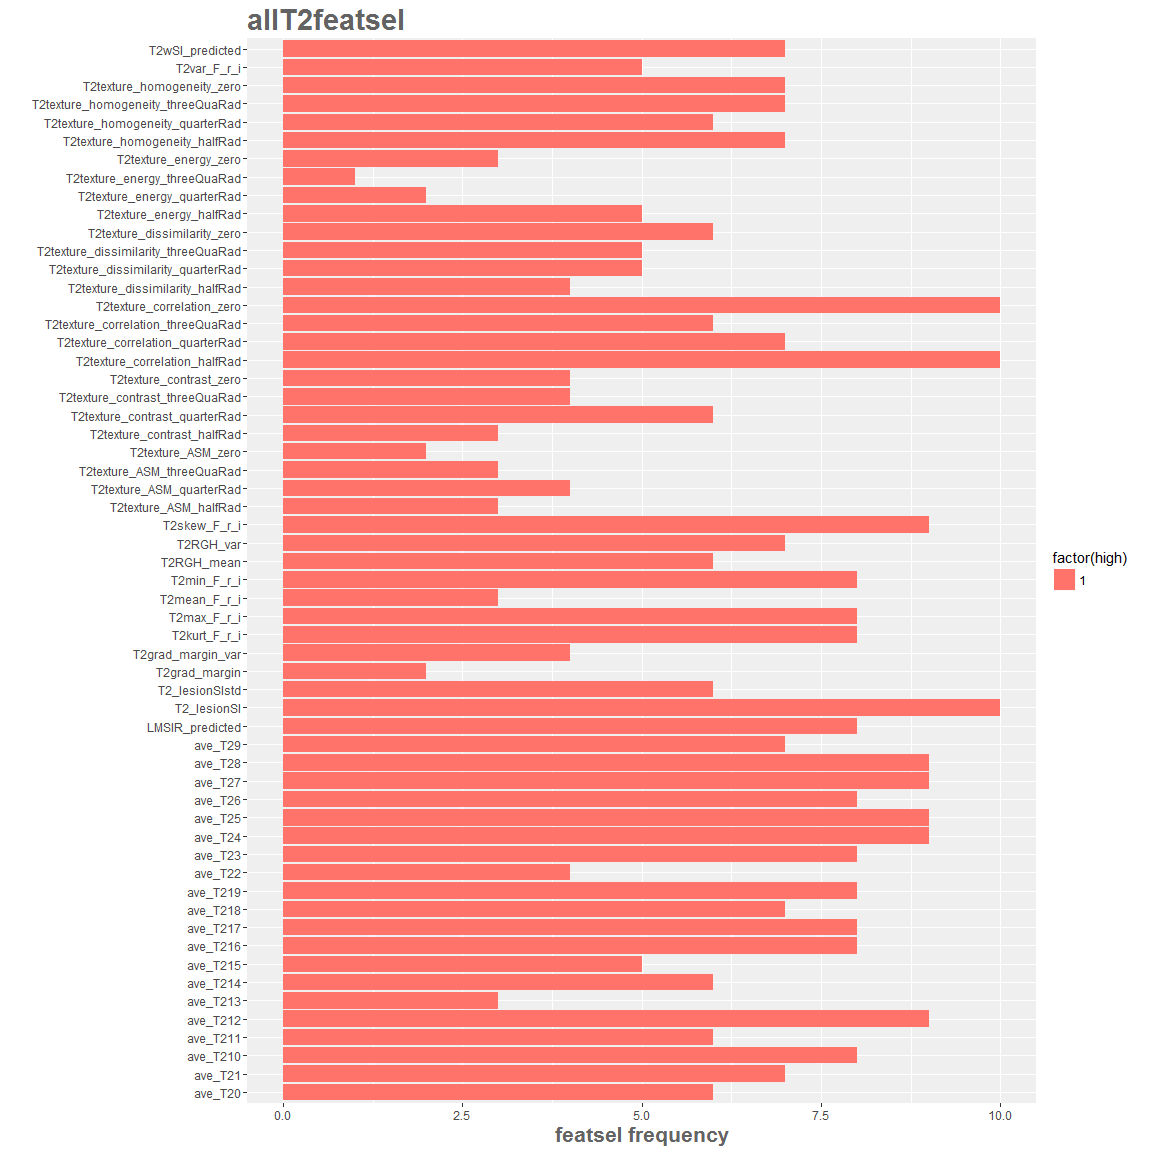 allT2featsel
T2wSI_predicted
T2var_F_r_i
T2texture_homogeneity_zero
T2texture_homogeneity_threeQuaRad
T2texture_homogeneity_quarterRad
T2texture_homogeneity_halfRad
T2texture_energy_zero
T2texture_energy_threeQuaRad
T2texture_energy_quarterRad
T2texture_energy_halfRad
T2texture_dissimilarity_zero
T2texture_dissimilarity_threeQuaRad
T2texture_dissimilarity_quarterRad
T2texture_dissimilarity_halfRad
T2texture_correlation_zero
T2texture_correlation_threeQuaRad
T2texture_correlation_quarterRad
T2texture_correlation_halfRad
T2texture_contrast_zero
T2texture_contrast_threeQuaRad
T2texture_contrast_quarterRad
T2texture_contrast_halfRad
T2texture_ASM_zero
T2texture_ASM_threeQuaRad
T2texture_ASM_quarterRad
T2texture_ASM_halfRad
T2skew_F_r_i
T2RGH_var
T2RGH_mean
T2min_F_r_i
T2mean_F_r_i
T2max_F_r_i
T2kurt_F_r_i
T2grad_margin_var
T2grad_margin
T2_lesionSIstd
T2_lesionSI
LMSIR_predicted
ave_T29
ave_T28
ave_T27
ave_T26
ave_T25
ave_T24
ave_T23
ave_T22
ave_T219
ave_T218
ave_T217
ave_T216
ave_T215
ave_T214
ave_T213
ave_T212
ave_T211
ave_T210
ave_T21
ave_T20
0.0 2.5 5.0 7.5 10.0
featsel frequency
factor(high)
1